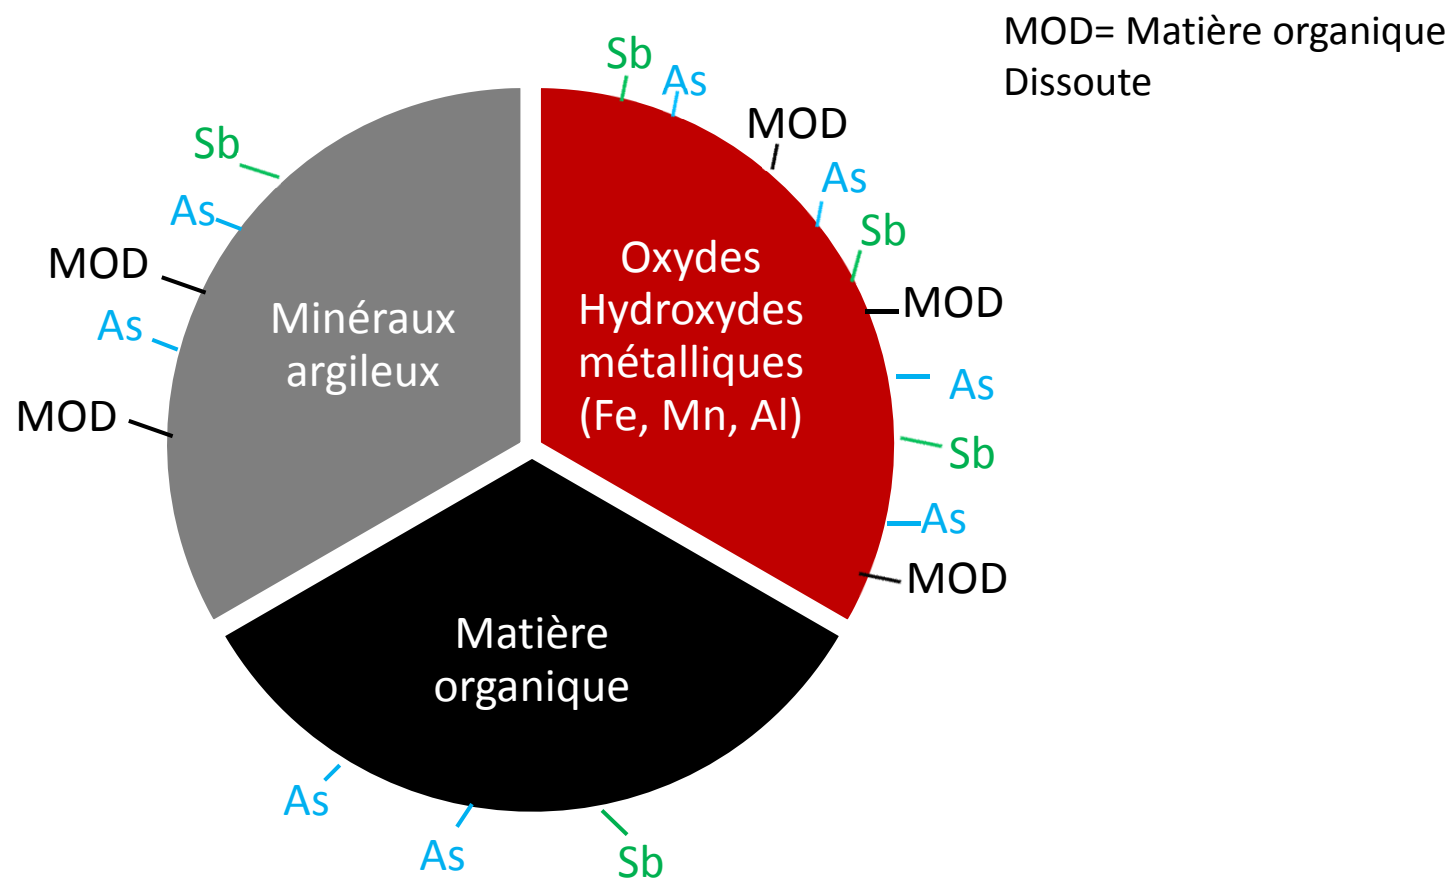 MOD= Matière organique
Dissoute
Sb
As
MOD
As
Sb
MOD
As
Sb
As
MOD
Oxydes
Hydroxydes
métalliques
(Fe, Mn, Al)
Sb
As
MOD
As
MOD
Minéraux
argileux
Matière
organique
As
As
Sb